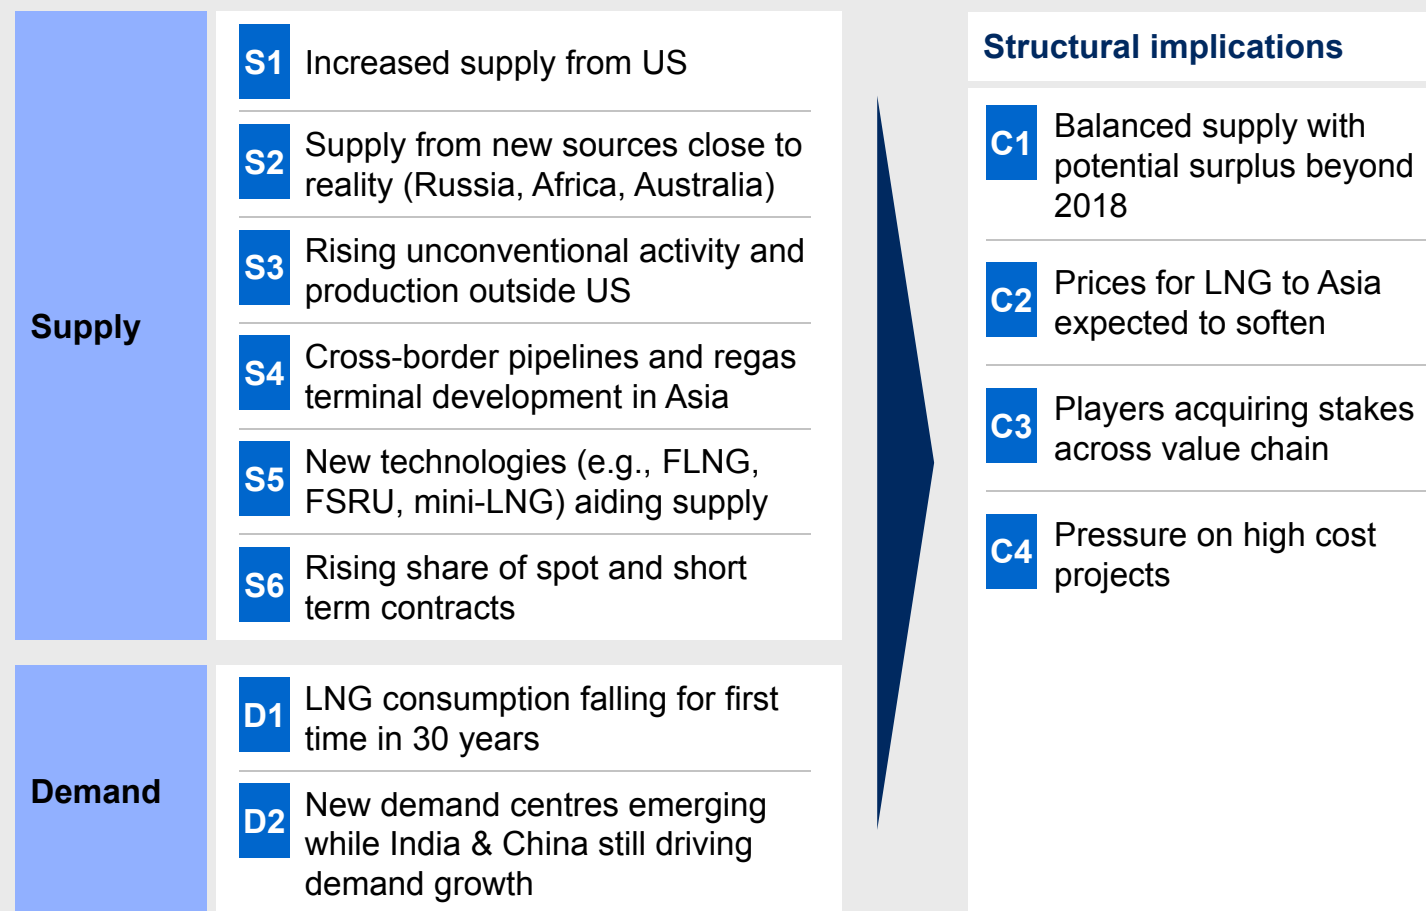 Supply
S1 Increased supply from US
S2 Supply from new sources close to
reality (Russia, Africa, Australia)
S3 Rising unconventional activity and
production outside US
S4 Cross-border pipelines and regas
terminal development in Asia
S5 New technologies (e.g., FLNG,
FSRU, mini-LNG) aiding supply
S6 Rising share of spot and short
term contracts
Demand
D1 LNG consumption falling for first
time in 30 years
D2 New demand centres emerging
while India & China still driving
demand growth
Structural implications
C1 Balanced supply with
potential surplus beyond
2018
C2 Prices for LNG to Asia
expected to soften
C3 Players acquiring stakes
across value chain
C4 Pressure on high cost
projects